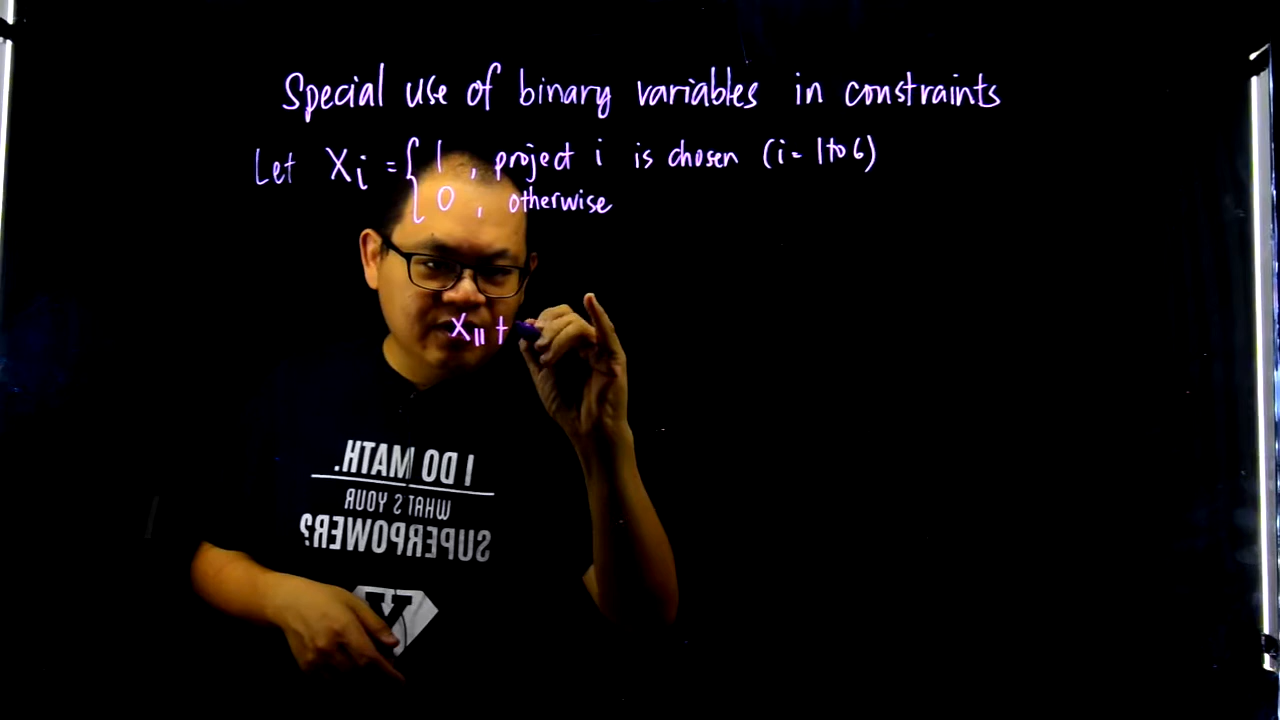 Special use of binary variables in constraints
Let Xi = { 1 , project i is chosen (i = 1 to 6)
0 , otherwise
X11 +
I DO MATH.
WHAT'S YOUR
SUPERPOWER?